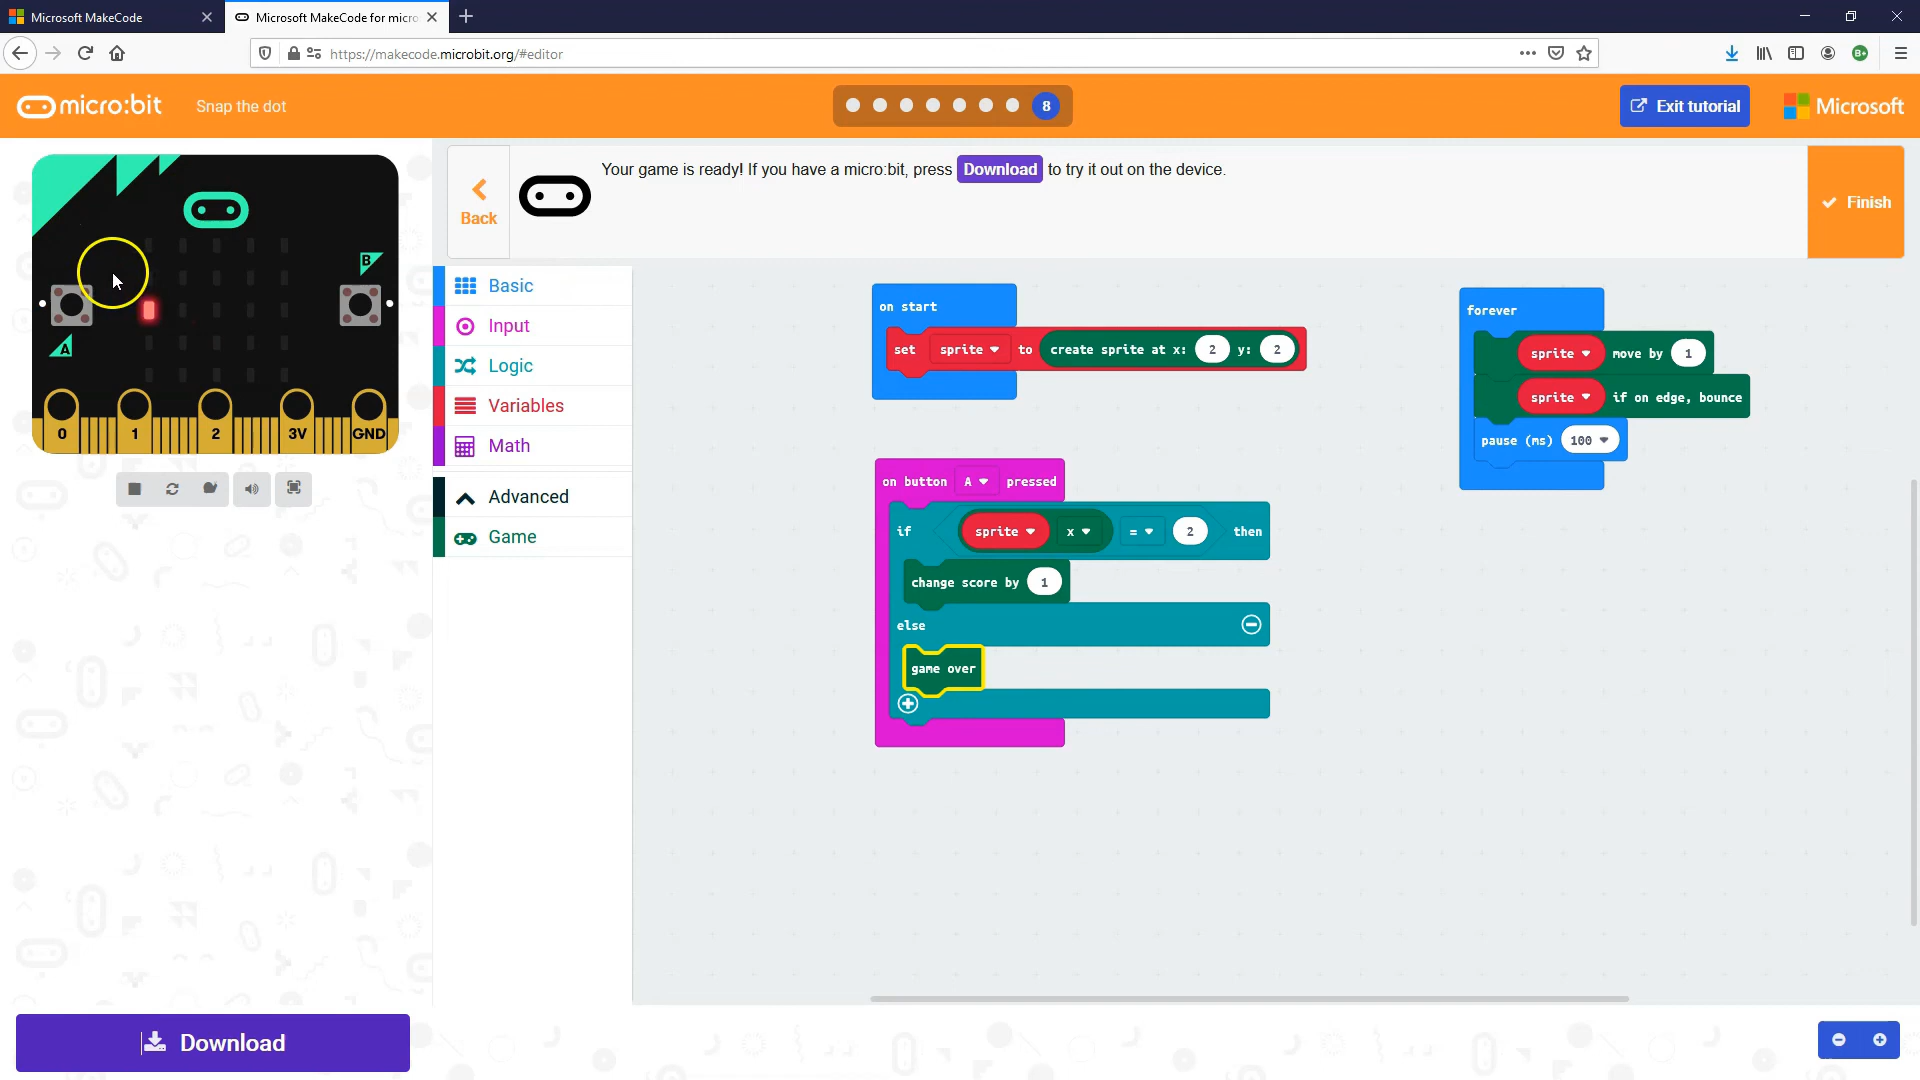 Microsoft MakeCode
Microsoft MakeCode for micro
https://makecode.microbit.org/#editor
B+
micro:bit
Snap the dot
8
Exit tutorial
Microsoft
Back
Your game is ready! If you have a micro:bit, press Download to try it out on the device.
Finish
B
A
0 1 2 3V GND
Basic
Input
Logic
Variables
Math
Advanced
Game
on start
set sprite to create sprite at x: 2 y: 2
on button A pressed
if sprite x = 2 then
change score by 1
else
game over
forever
sprite move by 1
sprite if on edge, bounce
pause (ms) 100
Download